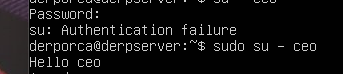 su - ceo
Password:
su: Authentication failure
derporca@derpserver:~$ sudo su - ceo
Hello ceo